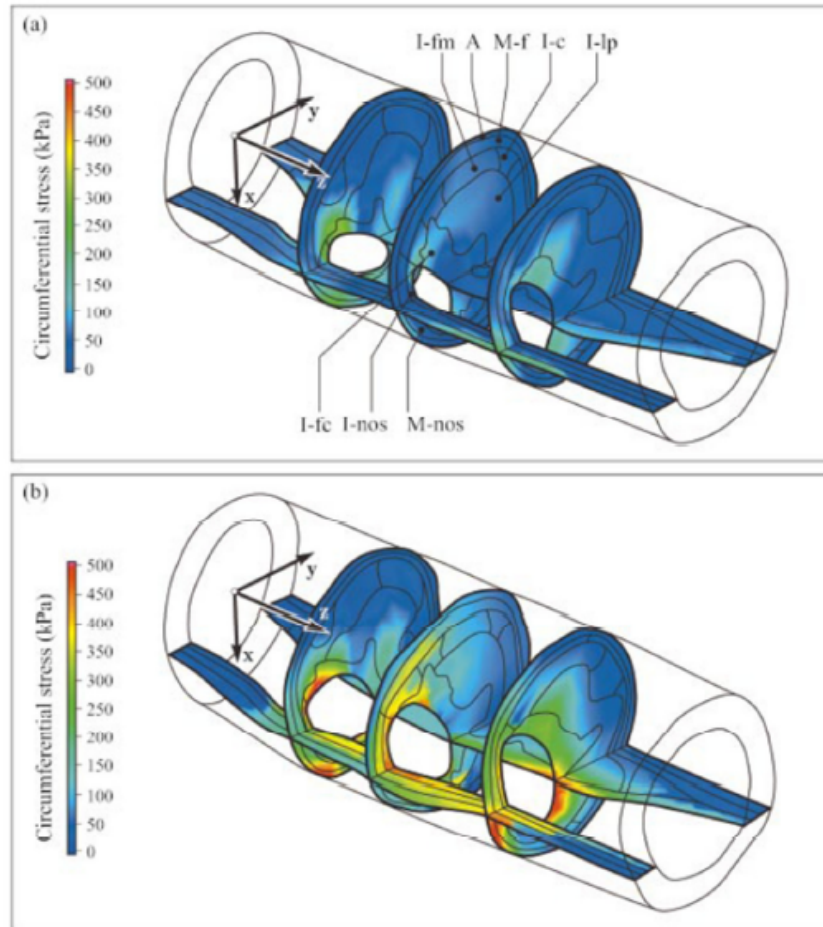 (a)
I-fm A M-f I-c I-lp
Circumferential stress (kPa)
500
450
400
350
300
250
200
150
100
50
0
y
z
x
I-fc I-nos M-nos
(b)
Circumferential stress (kPa)
500
450
400
350
300
250
200
150
100
50
0
y
z
x